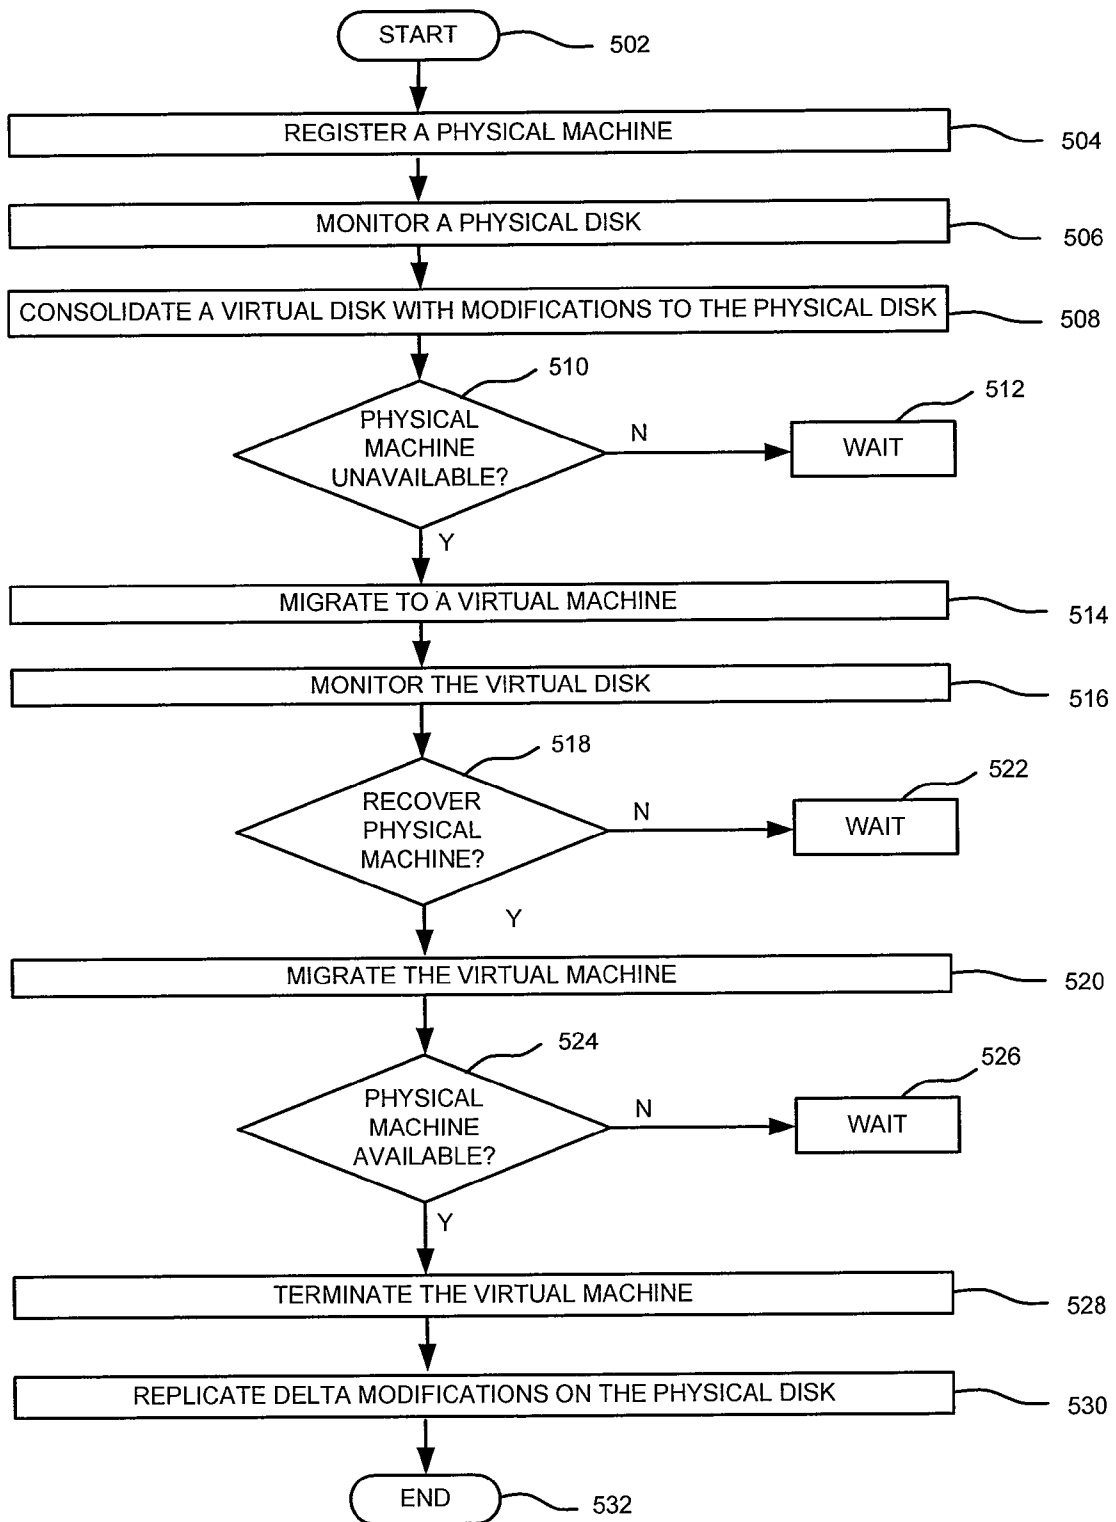 START
502
REGISTER A PHYSICAL MACHINE
504
MONITOR A PHYSICAL DISK
506
CONSOLIDATE A VIRTUAL DISK WITH MODIFICATIONS TO THE PHYSICAL DISK
508
510
PHYSICAL
MACHINE
UNAVAILABLE?
N
512
WAIT
Y
MIGRATE TO A VIRTUAL MACHINE
514
MONITOR THE VIRTUAL DISK
516
518
RECOVER
PHYSICAL
MACHINE?
N
522
WAIT
Y
MIGRATE THE VIRTUAL MACHINE
520
524
PHYSICAL
MACHINE
AVAILABLE?
N
526
WAIT
Y
TERMINATE THE VIRTUAL MACHINE
528
REPLICATE DELTA MODIFICATIONS ON THE PHYSICAL DISK
530
END
532